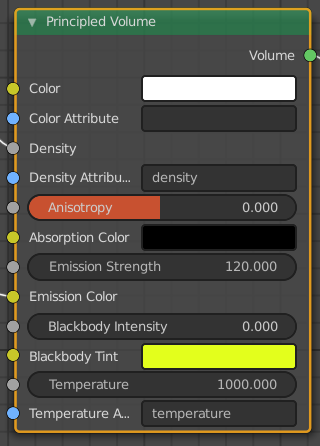 Principled Volume
Volume
Color
Color Attribute
Density
Density Attribu... density
Anisotropy 0.000
Absorption Color
Emission Strength 120.000
Emission Color
Blackbody Intensity 0.000
Blackbody Tint
Temperature 1000.000
Temperature A... temperature